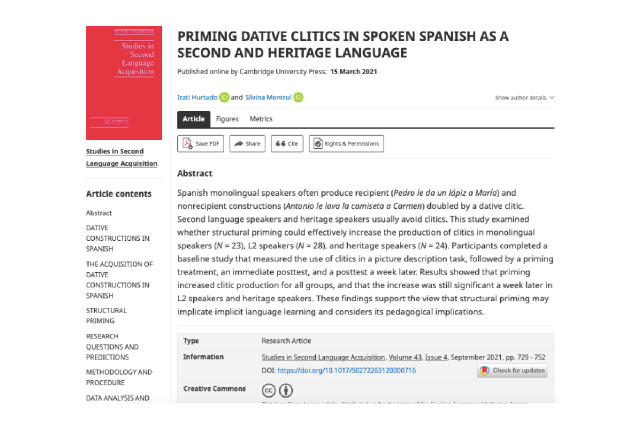 PRIMING DATIVE CLITICS IN SPOKEN SPANISH AS A
SECOND AND HERITAGE LANGUAGE
Published online by Cambridge University Press: 15 March 2021
Studies in
Second
Language
Acquisition
Irati Hurtado and Silvina Montrul
Show author details
Article Figures Metrics
Save PDF Share Cite Rights & Permissions
Studies in Second
Language Acquisition
Article contents
Abstract
DATIVE
CONSTRUCTIONS IN
SPANISH
THE ACQUISITION OF
DATIVE
CONSTRUCTIONS IN
SPANISH
STRUCTURAL
PRIMING
RESEARCH
QUESTIONS AND
PREDICTIONS
METHODOLOGY AND
PROCEDURE
DATA ANALYSIS AND
Abstract
Spanish monolingual speakers often produce recipient (Pedro le da un lápiz a María) and
nonrecipient constructions (Antonio le lava la camiseta a Carmen) doubled by a dative clitic.
Second language speakers and heritage speakers usually avoid clitics. This study examined
whether structural priming could effectively increase the production of clitics in monolingual
speakers (N = 23), L2 speakers (N = 28), and heritage speakers (N = 24). Participants completed a
baseline study that measured the use of clitics in a picture description task, followed by a priming
treatment, an immediate posttest, and a posttest a week later. Results showed that priming
increased clitic production for all groups, and that the increase was still significant a week later in
L2 speakers and heritage speakers. These findings support the view that structural priming may
implicate implicit language learning and considers its pedagogical implications.
Type Research Article
Information Studies in Second Language Acquisition, Volume 43, Issue 4, September 2021, pp. 729 - 752
DOI: https://doi.org/10.1017/S0272263120000716
Check for updates
Creative Commons